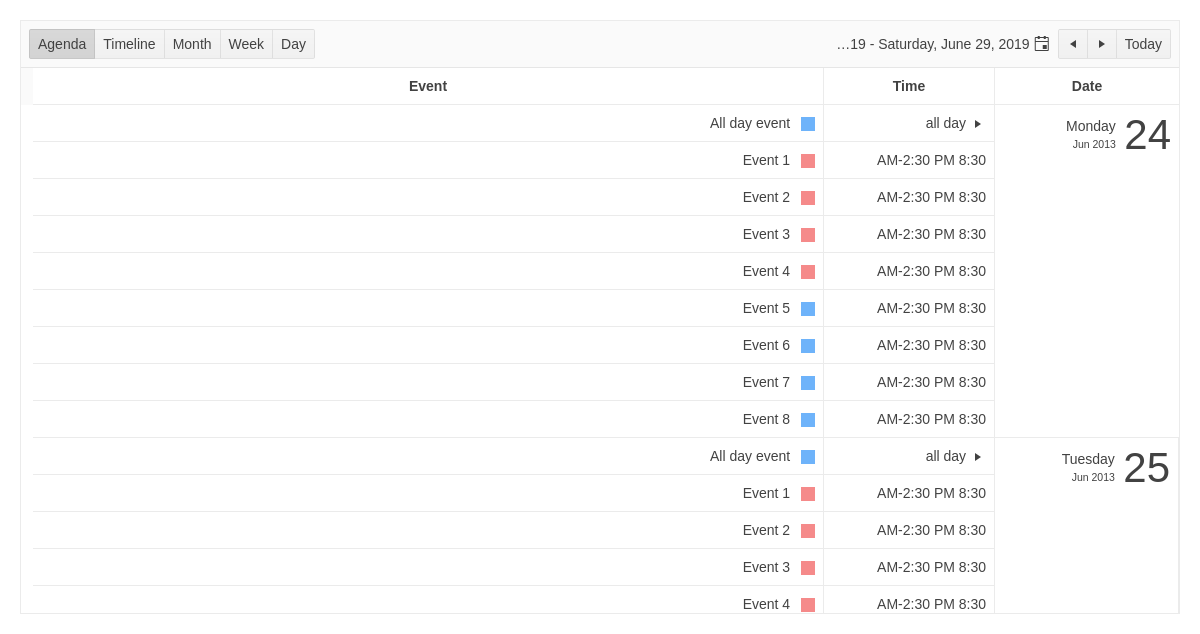 Agenda Timeline Month Week Day
…19 - Saturday, June 29, 2019 Today
Event Time Date
All day event all day Monday 24
Jun 2013
Event 1 AM-2:30 PM 8:30
Event 2 AM-2:30 PM 8:30
Event 3 AM-2:30 PM 8:30
Event 4 AM-2:30 PM 8:30
Event 5 AM-2:30 PM 8:30
Event 6 AM-2:30 PM 8:30
Event 7 AM-2:30 PM 8:30
Event 8 AM-2:30 PM 8:30
All day event all day Tuesday 25
Jun 2013
Event 1 AM-2:30 PM 8:30
Event 2 AM-2:30 PM 8:30
Event 3 AM-2:30 PM 8:30
Event 4 AM-2:30 PM 8:30